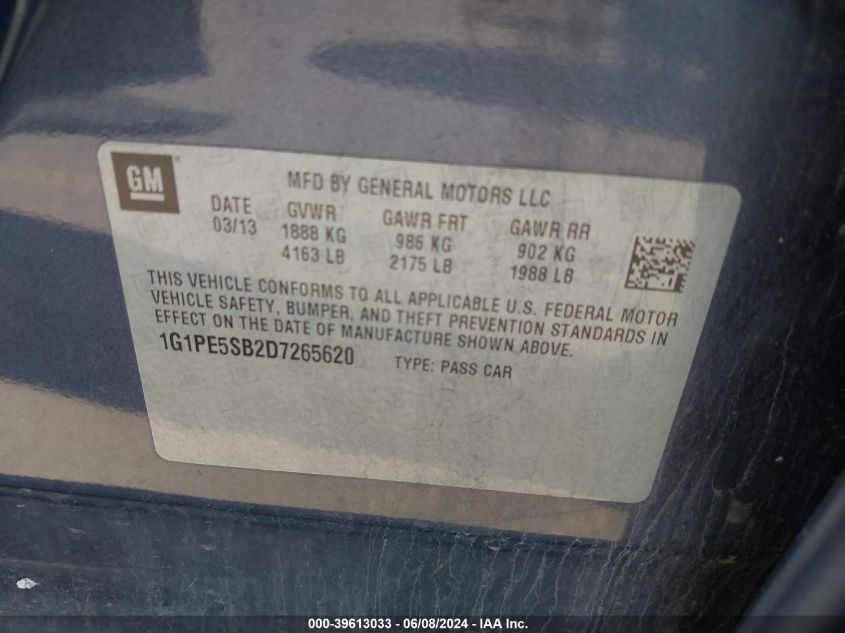 GM
MFD BY GENERAL MOTORS LLC
DATE GVWR GAWR FRT GAWR RR
03/13 1888 KG 986 KG 902 KG
4163 LB 2175 LB 1988 LB
THIS VEHICLE CONFORMS TO ALL APPLICABLE U.S. FEDERAL MOTOR
VEHICLE SAFETY, BUMPER, AND THEFT PREVENTION STANDARDS IN
EFFECT ON THE DATE OF MANUFACTURE SHOWN ABOVE.
1G1PE5SB2D7265620 TYPE: PASS CAR
000-39613033 - 06/08/2024 - IAA Inc.